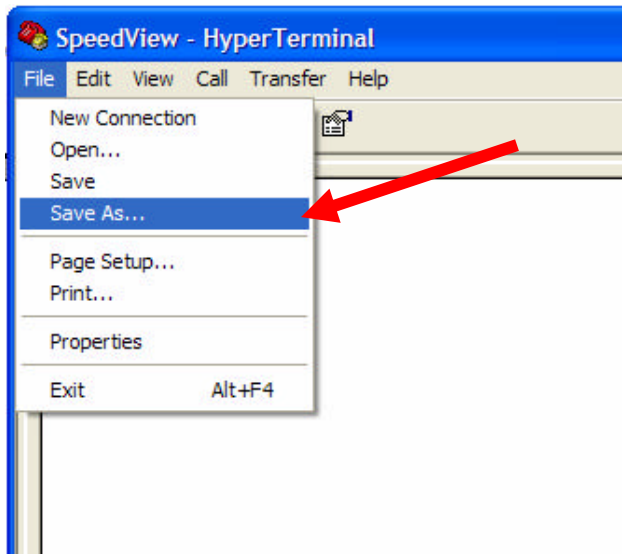 SpeedView - HyperTerminal
File Edit View Call Transfer Help
New Connection
Open...
Save
Save As...
Page Setup...
Print...
Properties
Exit Alt+F4